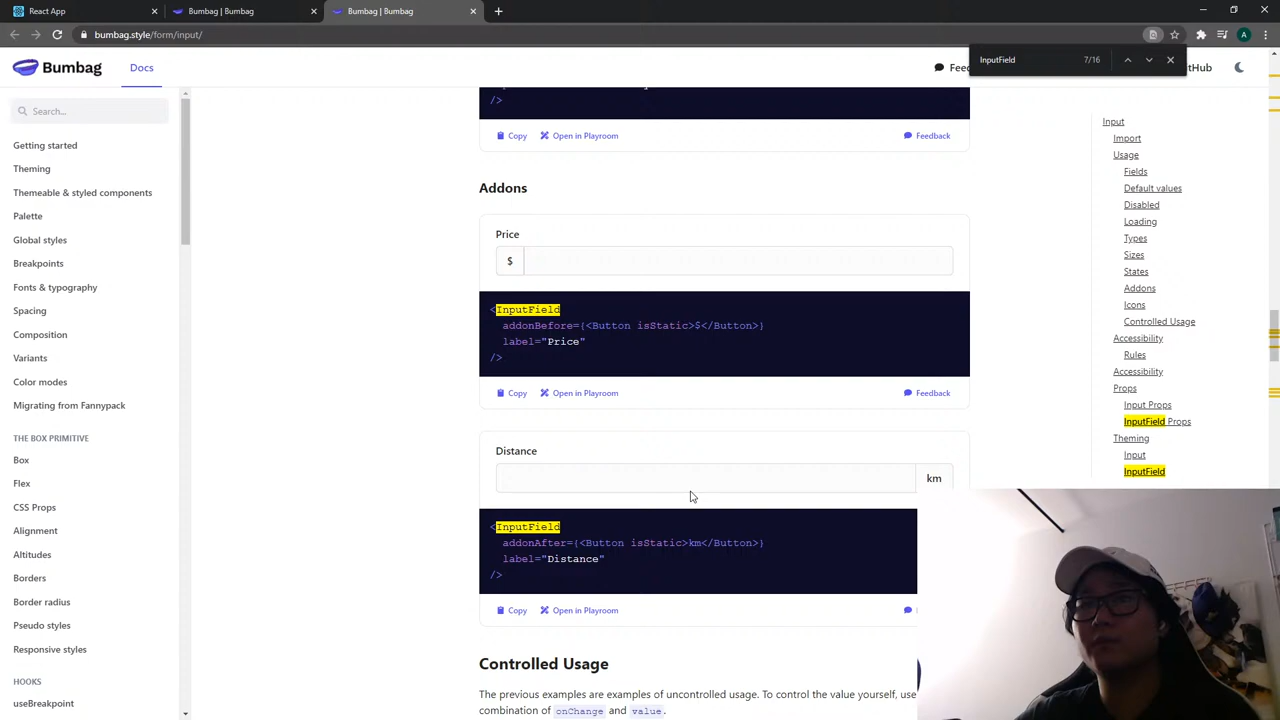 React App
Bumbag | Bumbag
Bumbag | Bumbag
bumbag.style/form/input/
A
InputField
7/16
Bumbag
Docs
tHub
Search...
Getting started
Theming
Themeable & styled components
Palette
Global styles
Breakpoints
Fonts & typography
Spacing
Composition
Variants
Color modes
Migrating from Fannypack
THE BOX PRIMITIVE
Box
Flex
CSS Props
Alignment
Altitudes
Borders
Border radius
Pseudo styles
Responsive styles
HOOKS
useBreakpoint
/>
Copy
Open in Playroom
Feedback
Addons
Price
$
<InputField
addonBefore={<Button isStatic>$</Button>}
label="Price"
/>
Copy
Open in Playroom
Feedback
Distance
km
<InputField
addonAfter={<Button isStatic>km</Button>}
label="Distance"
/>
Copy
Open in Playroom
Controlled Usage
The previous examples are examples of uncontrolled usage. To control the value yourself, use
combination of onChange and value.
Input
Import
Usage
Fields
Default values
Disabled
Loading
Types
Sizes
States
Addons
Icons
Controlled Usage
Accessibility
Rules
Accessibility
Props
Input Props
InputField Props
Theming
Input
InputField